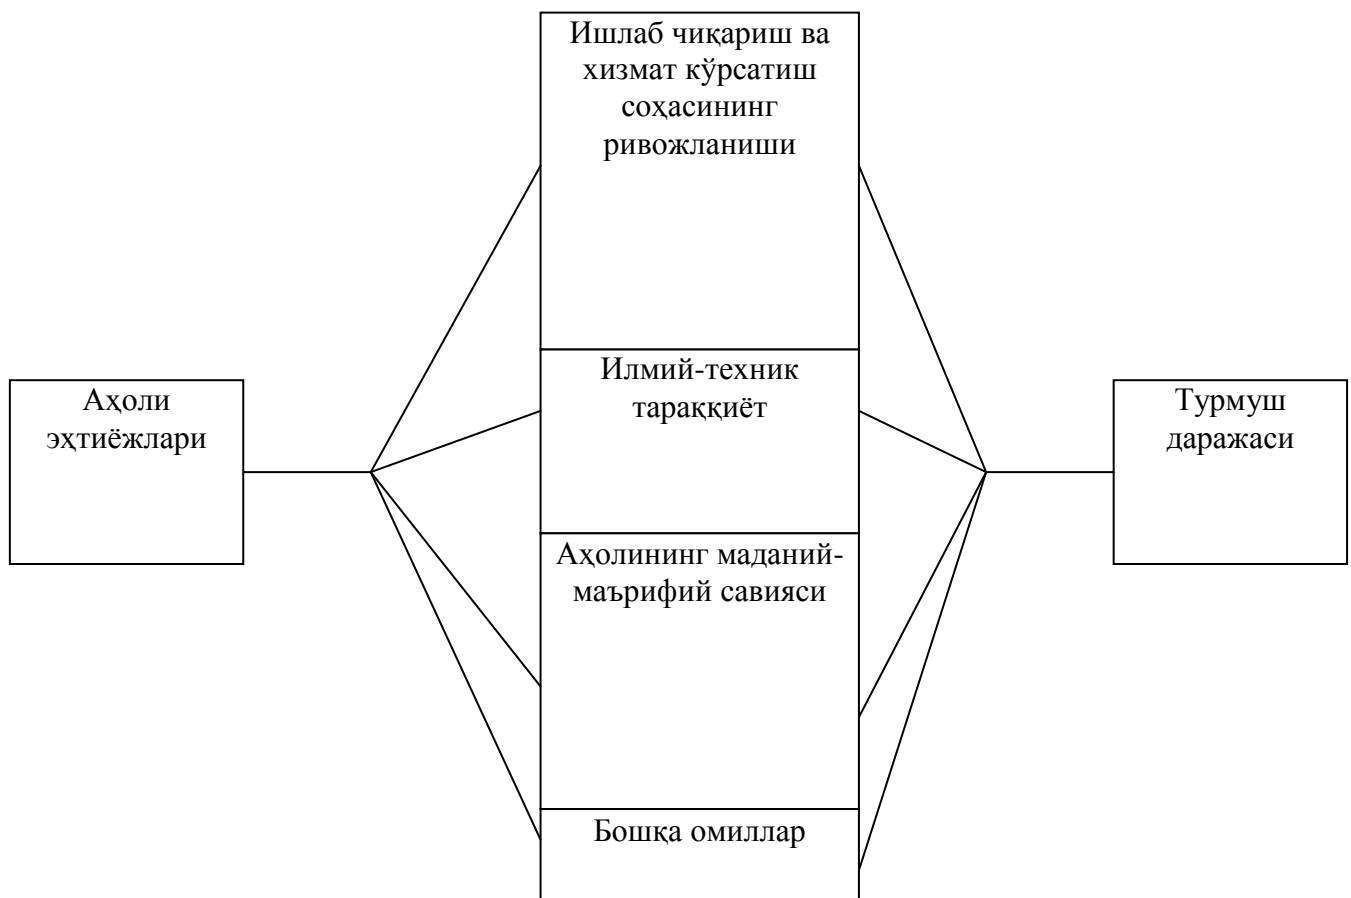 Ишлаб чиқариш ва
хизмат кўрсатиш
соҳасининг
ривожланиши
Илмий-техник
тараққиёт
Аҳоли
эҳтиёжлари
Турмуш
даражаси
Аҳолининг маданий-
маърифий савияси
Бошқа омиллар